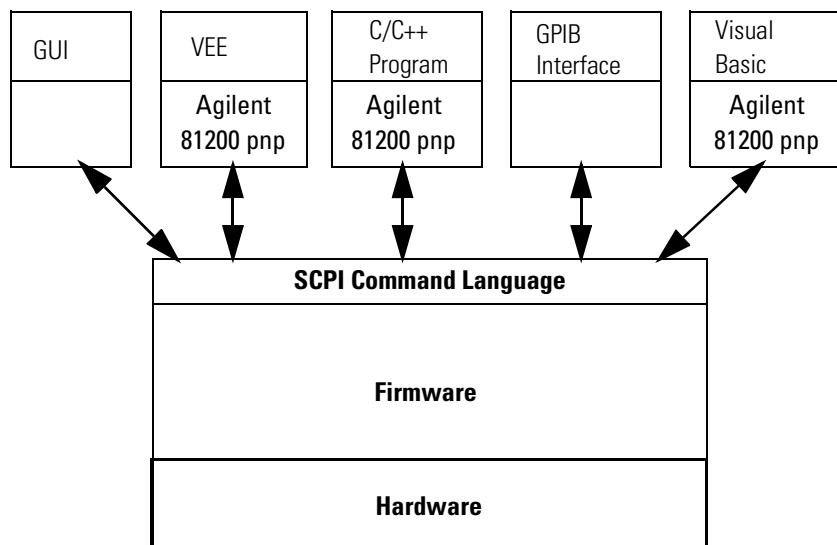 GUI
VEE
Agilent
81200 pnp
C/C++
Program
Agilent
81200 pnp
GPIB
Interface
Visual
Basic
Agilent
81200 pnp
SCPI Command Language
Firmware
Hardware